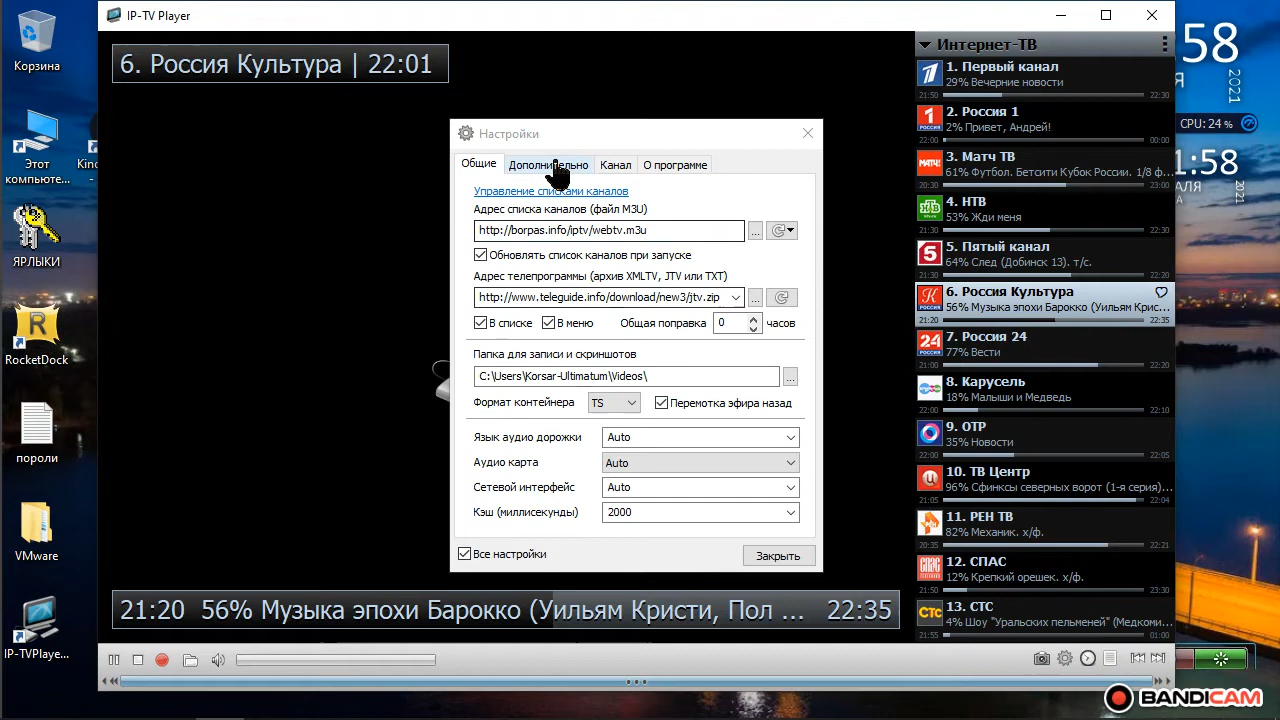 Корзина
Этот
компьюте...
Kinc
-
ЯРЛЫКИ
RocketDock
пороли
VMware
IP-TVPlaye...
IP-TV Player
6. Россия Культура | 22:01
Настройки
Общие Дополнительно Канал О программе
Управление списками каналов
Адрес списка каналов (файл M3U)
http://borpas.info/iptv/webtv.m3u
...
Обновлять список каналов при запуске
Адрес телепрограммы (архив XMLTV, JTV или TXT)
http://www.teleguide.info/download/new3/jtv.zip
...
В списке В меню Общая поправка 0 часов
Папка для записи и скриншотов
C:\Users\Korsar-Ultimatum\Videos\
...
Формат контейнера TS Перемотка эфира назад
Язык аудио дорожки Auto
Аудио карта Auto
Сетевой интерфейс Auto
Кэш (миллисекунды) 2000
Все настройки
Закрыть
21:20 56% Музыка эпохи Барокко (Уильям Кристи, Пол ... 22:35
Интернет-ТВ
1. Первый канал
29% Вечерние новости
21:50 22:30
РОССИЯ
2. Россия 1
2% Привет, Андрей!
22:00 00:00
МАТЧ!
3. Матч ТВ
61% Футбол. Бетсити Кубок России. 1/8 ф...
20:30 23:00
4. НТВ
53% Жди меня
21:30 22:30
5. Пятый канал
64% След (Добинск 13). т/с.
21:30 22:20
РОССИЯ
6. Россия Культура
56% Музыка эпохи Барокко (Уильям Крис...
21:20 22:35
24
РОССИЯ
7. Россия 24
77% Вести
21:00 22:30
8. Карусель
18% Малыши и Медведь
22:00 22:10
9. ОТР
35% Новости
22:00 22:05
10. ТВ Центр
96% Сфинксы северных ворот (1-я серия)...
21:05 22:04
11. РЕН ТВ
82% Механик. х/ф.
20:35 22:21
СПАС
12. СПАС
12% Крепкий орешек. х/ф.
21:50 23:30
СТС
13. СТС
4% Шоу "Уральских пельменей" (Медкоми...
21:55 01:00
58
Я
2021
CPU: 24 %
1:58
АЛЯ
2021
А
BANDICAM